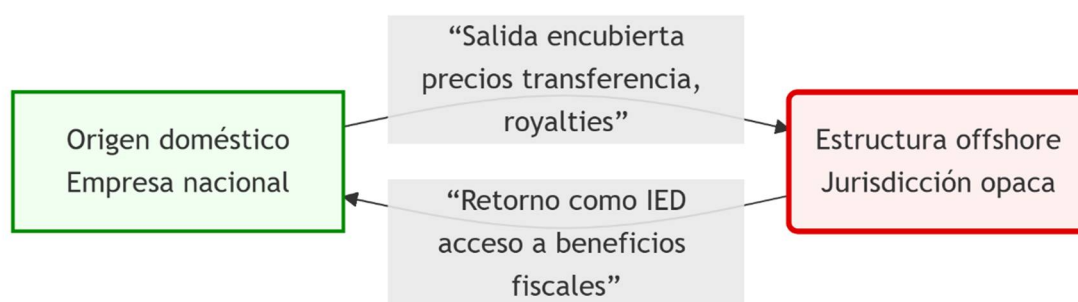 “Salida encubierta
precios transferencia,
royalties”
Origen doméstico
Empresa nacional
Estructura offshore
Jurisdicción opaca
“Retorno como IED
acceso a beneficios
fiscales”